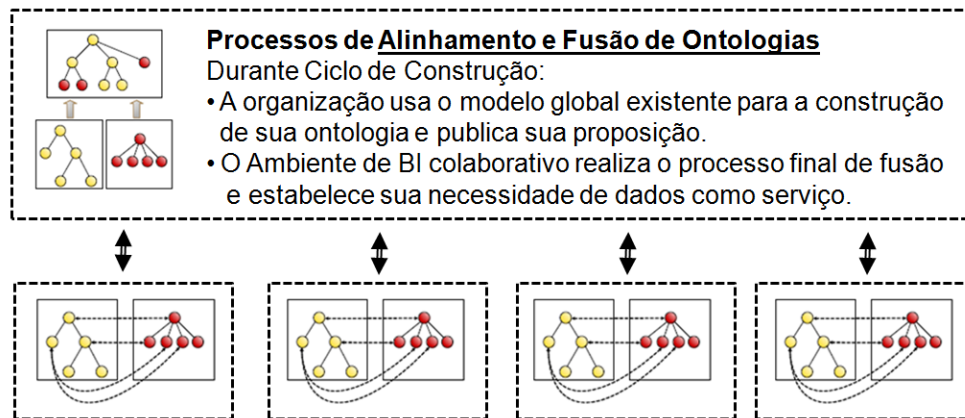 Processos de Alinhamento e Fusão de Ontologias
Durante Ciclo de Construção:
• A organização usa o modelo global existente para a construção
de sua ontologia e publica sua proposição.
• O Ambiente de BI colaborativo realiza o processo final de fusão
e estabelece sua necessidade de dados como serviço.